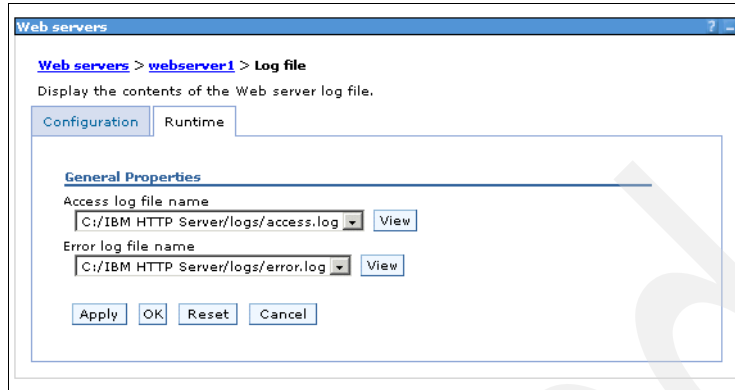 Web servers ? _
Web servers > webserver1 > Log file
Display the contents of the Web server log file.
Configuration Runtime
General Properties
Access log file name
C:/IBM HTTP Server/logs/access.log View
Error log file name
C:/IBM HTTP Server/logs/error.log View
Apply OK Reset Cancel